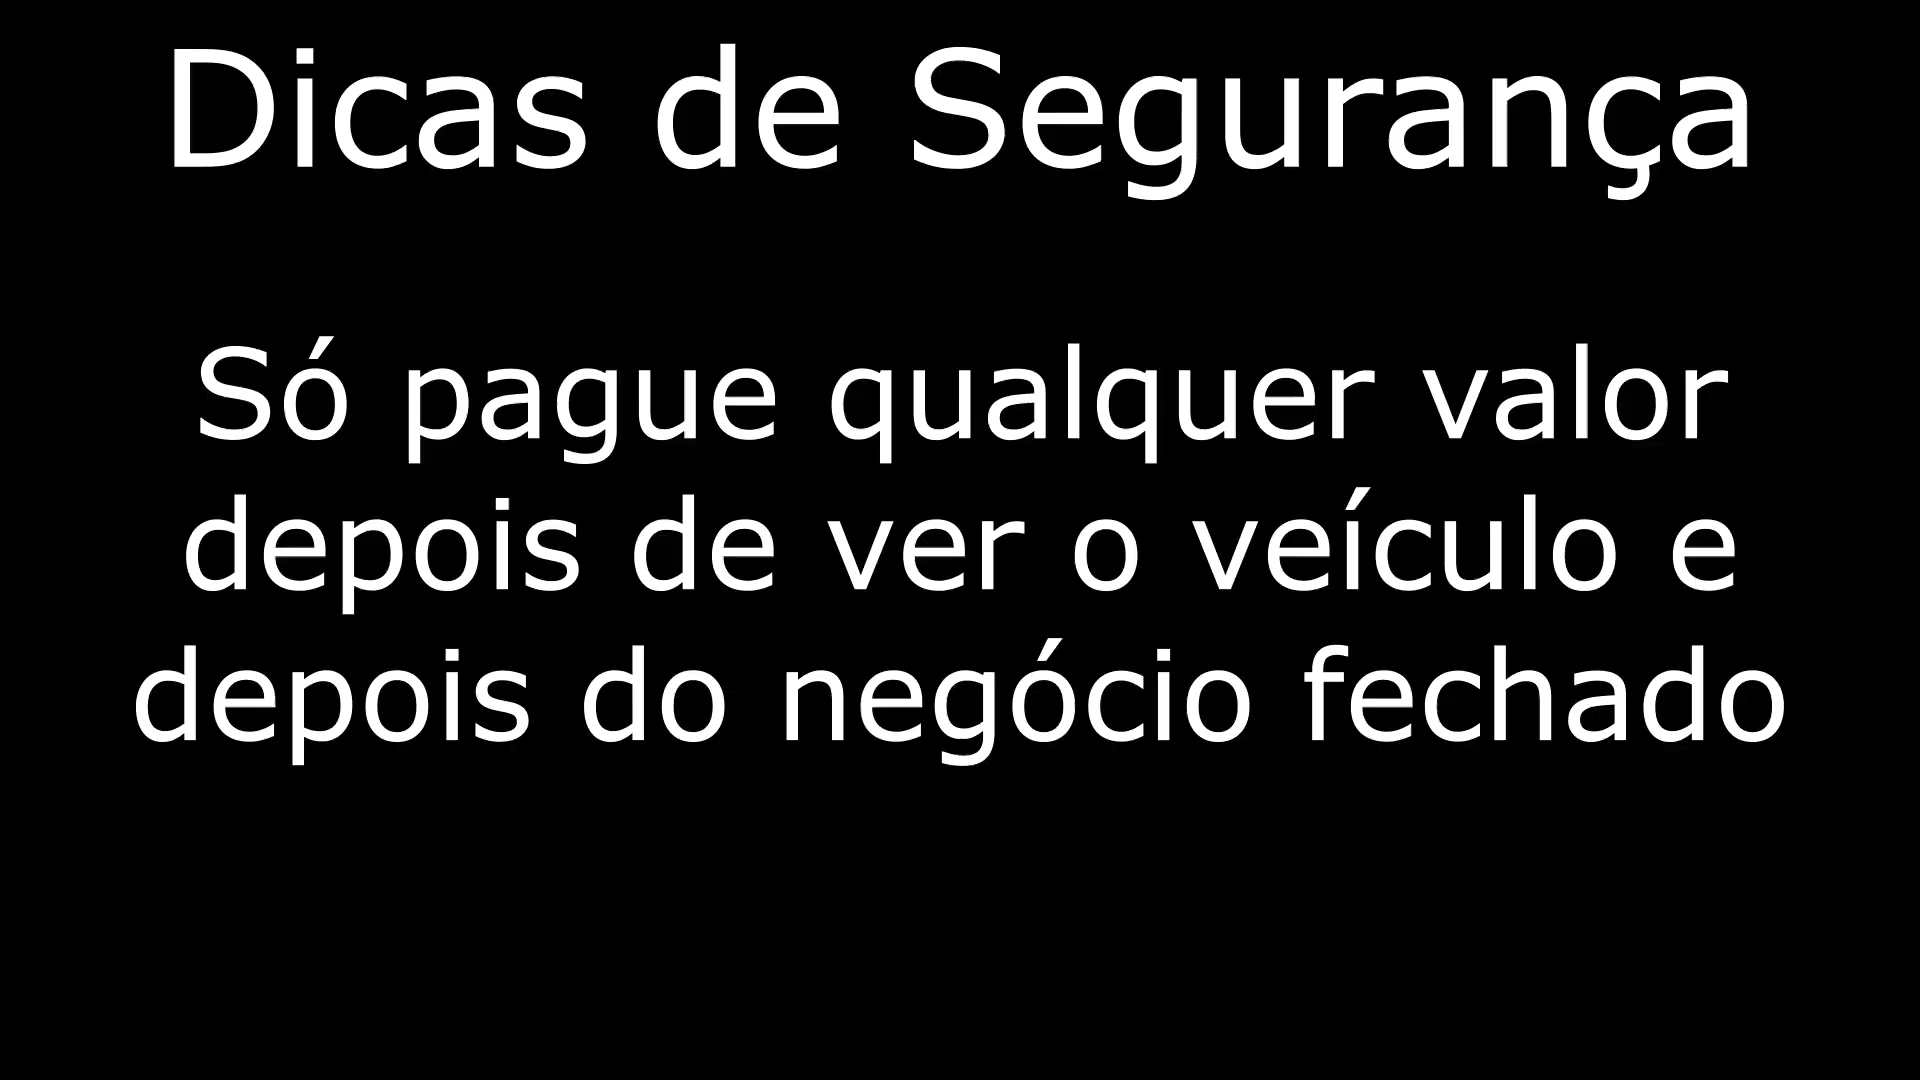 Dicas de Segurança
Só pague qualquer valor
depois de ver o veículo e
depois do negócio fechado